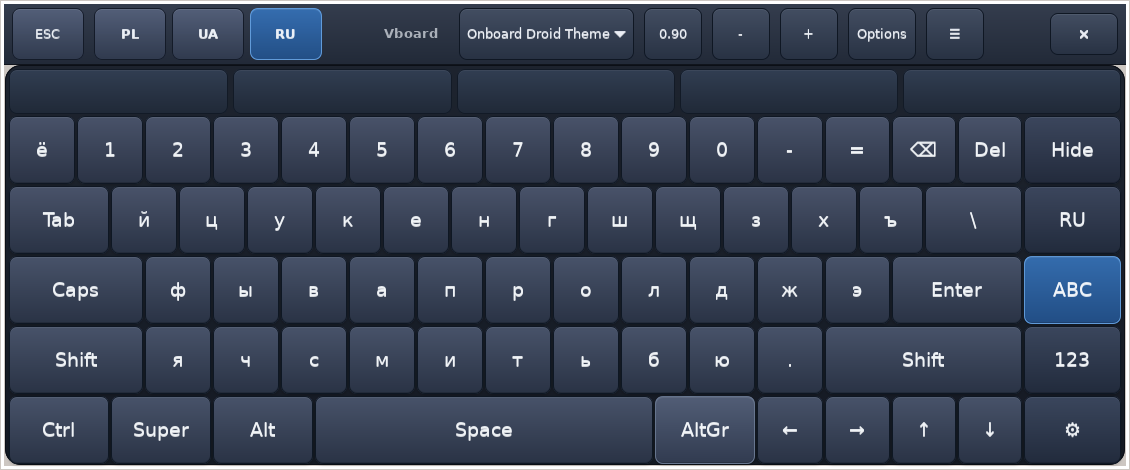 ESC PL UA RU Vboard Onboard Droid Theme 0.90 - + Options ☰ ×
ё 1 2 3 4 5 6 7 8 9 0 - = ⌫ Del Hide
Tab й ц у к е н г ш щ з х ъ \ RU
Caps ф ы в а п р о л д ж э Enter ABC
Shift я ч с м и т ь б ю . Shift 123
Ctrl Super Alt Space AltGr ← → ↑ ↓ ⚙